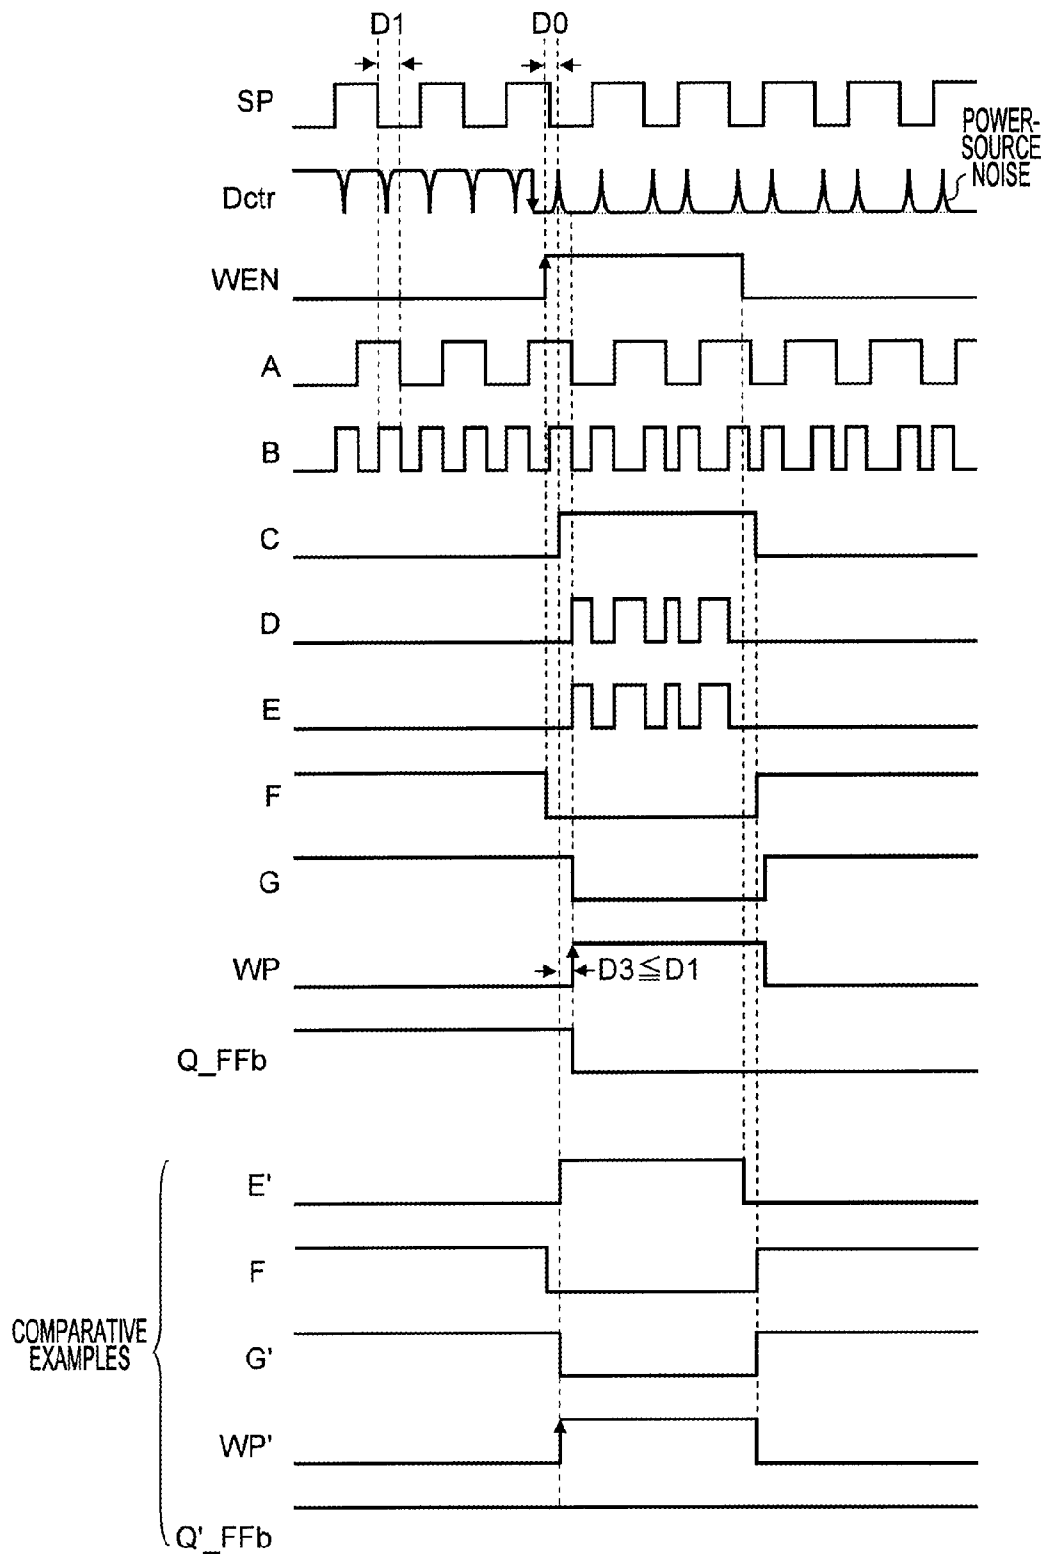 D1
D0
SP
POWER-
SOURCE
NOISE
Dctr
WEN
A
B
C
D
E
F
G
WP
D3≦D1
Q_FFb
E'
F
COMPARATIVE
EXAMPLES
G'
WP'
Q'_FFb